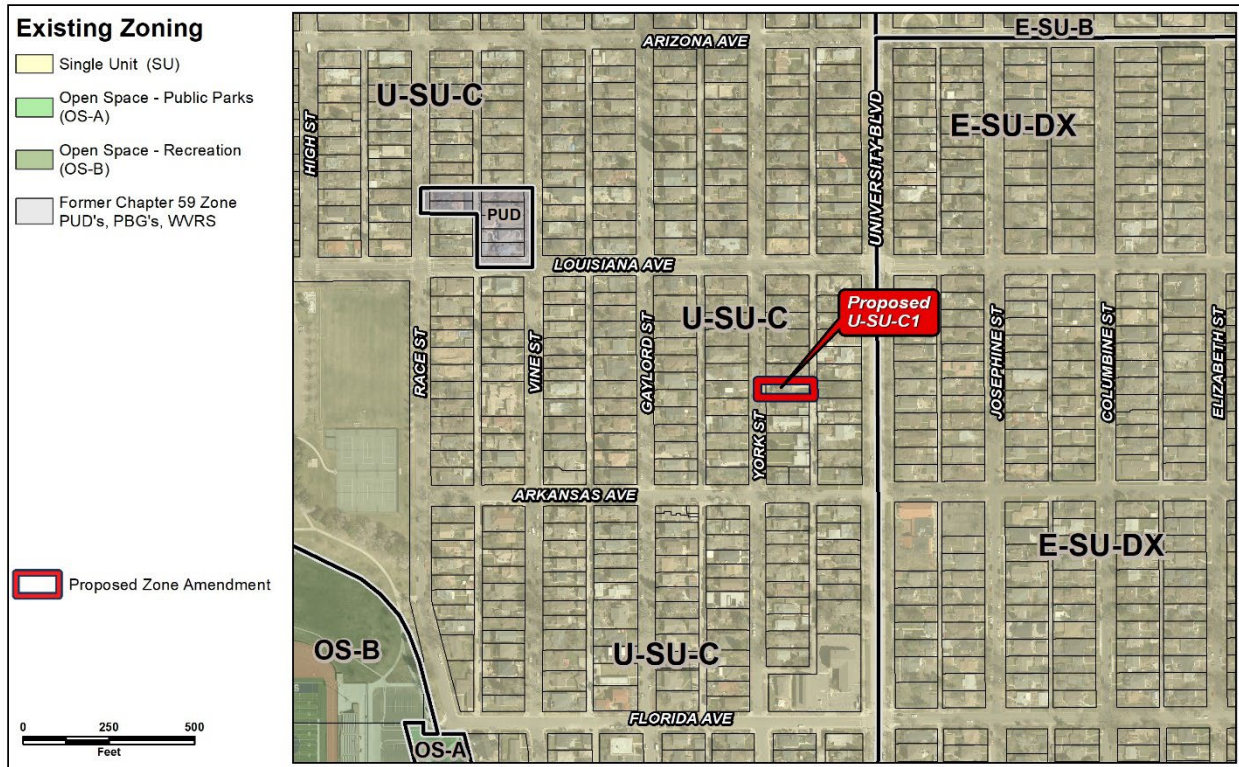 Existing Zoning
Single Unit (SU)
Open Space - Public Parks
(OS-A)
Open Space - Recreation
(OS-B)
Former Chapter 59 Zone
PUD's, PBG's, WVRS
Proposed Zone Amendment
0 250 500
Feet
ARIZONA AVE
E-SU-B
U-SU-C
E-SU-DX
HIGH ST
UNIVERSITY BLVD
PUD
LOUISIANA AVE
Proposed
U-SU-C1
U-SU-C
RACE ST
VINE ST
GAYLORD ST
YORK ST
JOSEPHINE ST
COLUMBINE ST
ELIZABETH ST
ARKANSAS AVE
E-SU-DX
OS-B
U-SU-C
FLORIDA AVE
OS-A